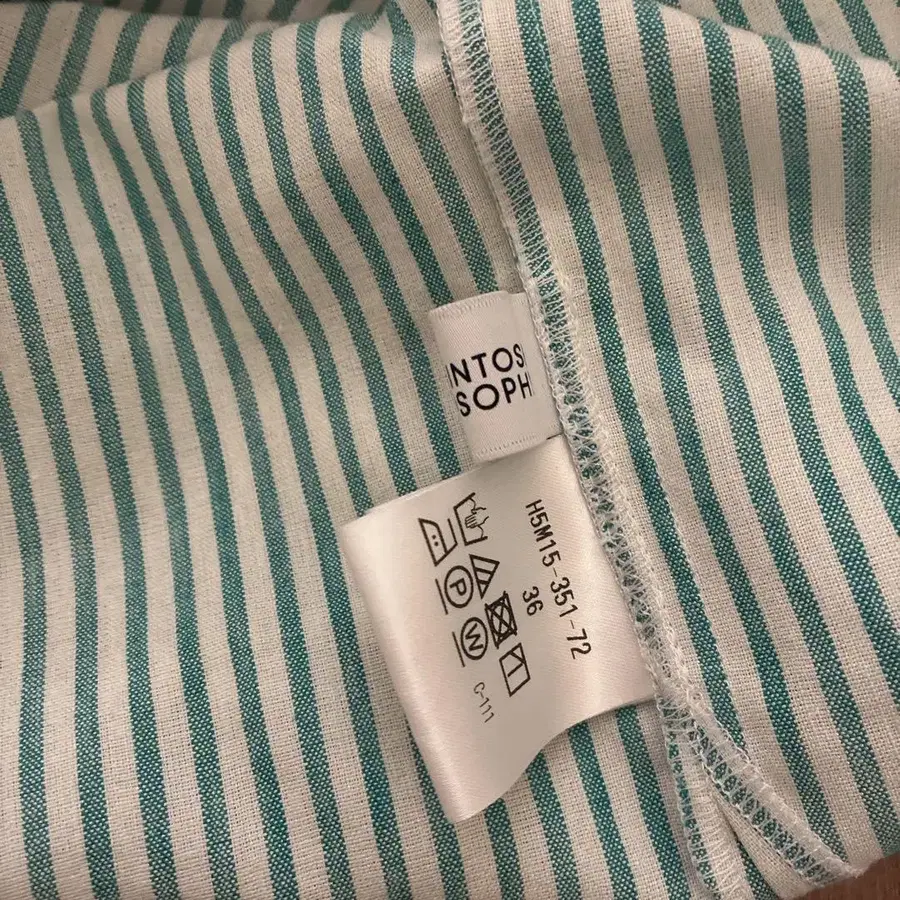 INTOS
SOPH
H5M15-351-72
36
P
W
C-111